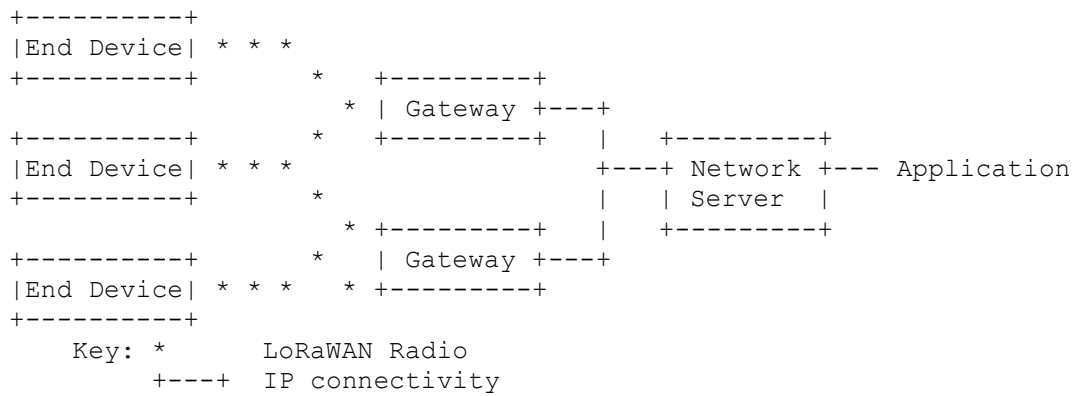 +----------+
|End Device| * * *
+----------+       *   +---------+
                     * | Gateway +---+
+----------+       *   +---------+   |   +---------+
|End Device| * * *                   +---+ Network +--- Application
+----------+       *                 |   | Server  |
                     * +---------+   |   +---------+
+----------+       *   | Gateway +---+
|End Device| * * *   * +---------+
+----------+
    Key: *      LoRaWAN Radio
         +---+  IP connectivity